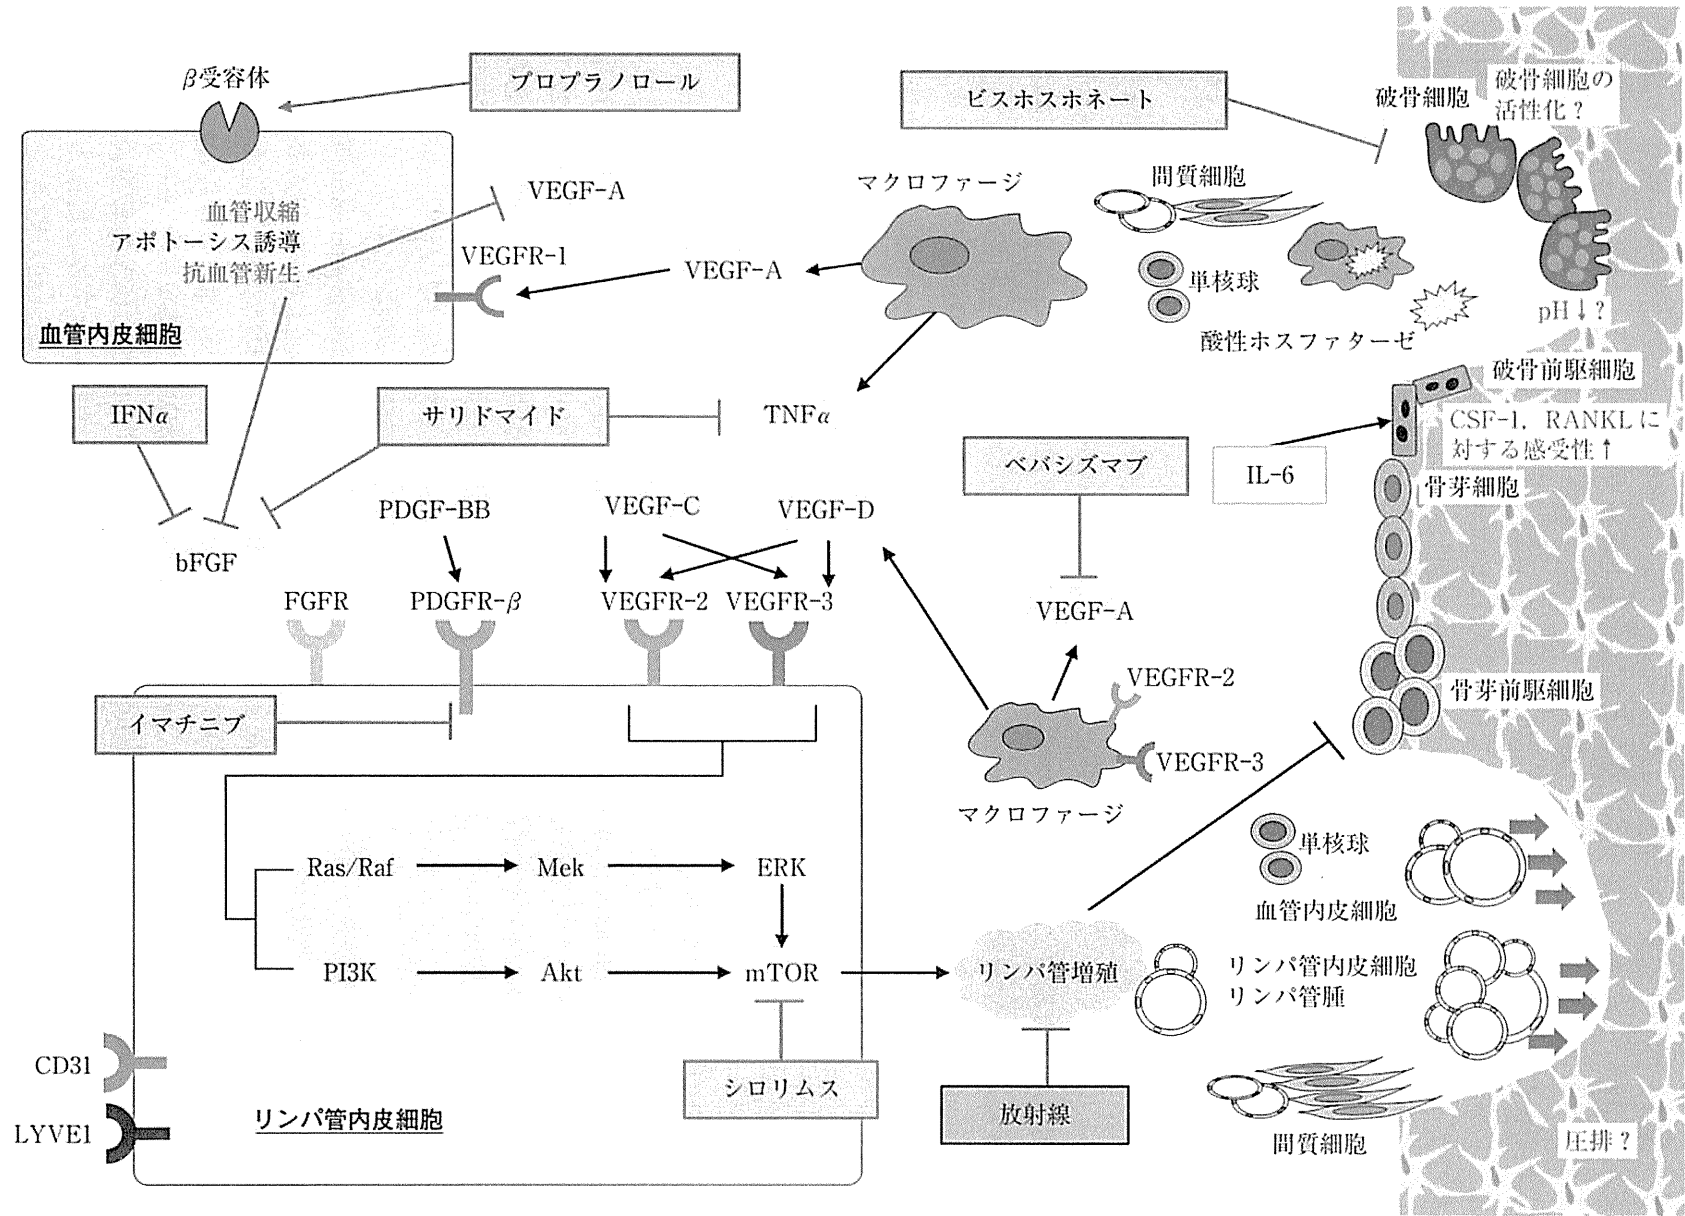 β受容体
プロプラノロール
血管収縮
アポトーシス誘導
抗血管新生
血管内皮細胞
VEGF-A
VEGFR-1
VEGF-A
マクロファージ
ビスホスホネート
破骨細胞
破骨細胞の
活性化？
間質細胞
単核球
酸性ホスファターゼ
pH↓？
破骨前駆細胞
CSF-1，RANKLに
対する感受性↑
IL-6
骨芽細胞
骨芽前駆細胞
IFNα
サリドマイド
TNFα
bFGF
PDGF-BB
VEGF-C
VEGF-D
FGFR
PDGFR-β
VEGFR-2
VEGFR-3
ベバシズマブ
VEGF-A
VEGFR-2
VEGFR-3
マクロファージ
イマチニブ
Ras/Raf
Mek
ERK
PI3K
Akt
mTOR
シロリムス
CD31
LYVE1
リンパ管内皮細胞
リンパ管増殖
放射線
単核球
血管内皮細胞
リンパ管内皮細胞
リンパ管腫
間質細胞
圧排？